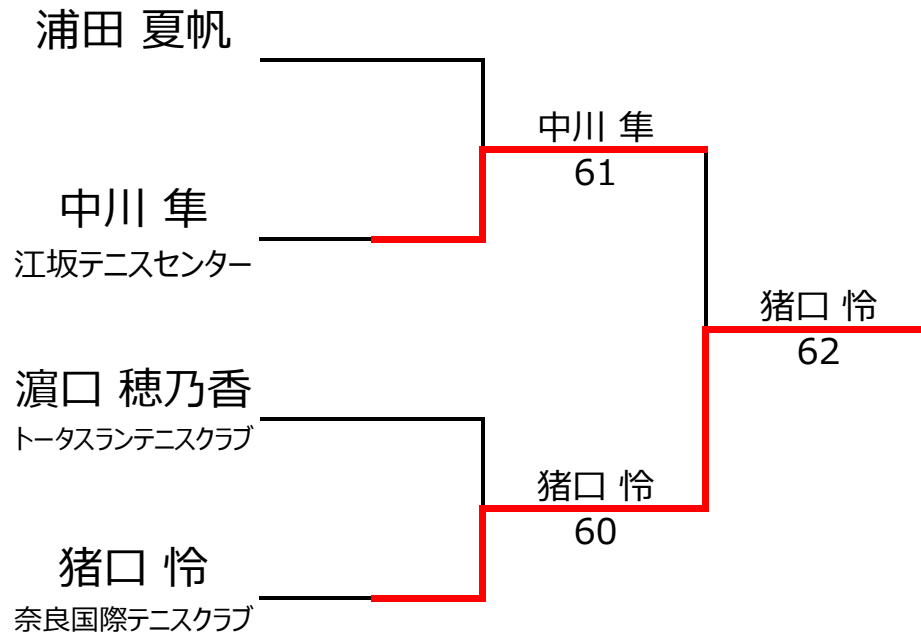 浦田 夏帆
中川 隼
61
中川 隼
江坂テニスセンター
猪口 怜
62
濵口 穂乃香
トータスランテニスクラブ
猪口 怜
60
猪口 怜
奈良国際テニスクラブ